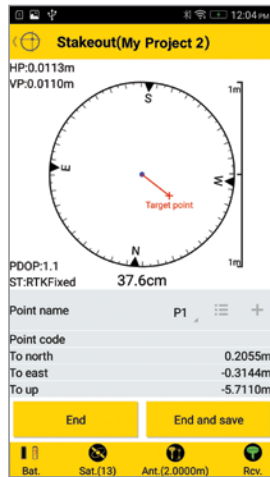 12:04 PM
Stakeout(My Project 2)
HP:0.0113m
VP:0.0110m
S
1m
E
W
Target point
N
1m
PDOP:1.1
ST:RTKFixed
37.6cm
Point name P1
Point code
To north 0.2055m
To east -0.3144m
To up -5.7110m
End End and save
Bat. Sat.(13) Ant.(2.0000m) Rcv.